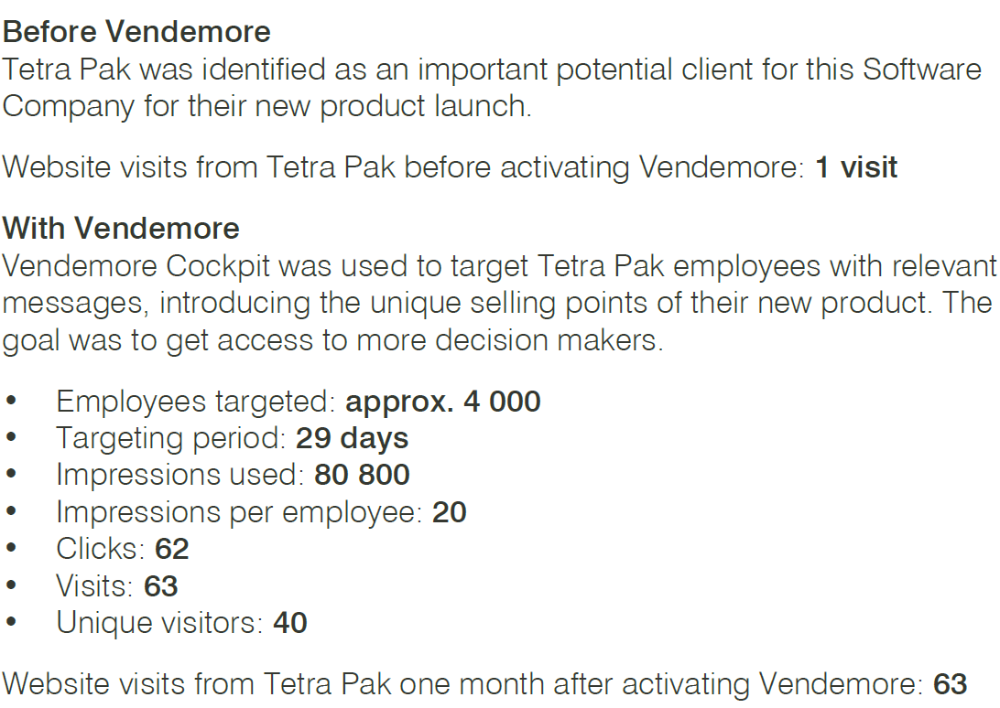 Before Vendemore
Tetra Pak was identified as an important potential client for this Software
Company for their new product launch.
Website visits from Tetra Pak before activating Vendemore: 1 visit
With Vendemore
Vendemore Cockpit was used to target Tetra Pak employees with relevant
messages, introducing the unique selling points of their new product. The
goal was to get access to more decision makers.
• Employees targeted: approx. 4 000
• Targeting period: 29 days
• Impressions used: 80 800
• Impressions per employee: 20
• Clicks: 62
• Visits: 63
• Unique visitors: 40
Website visits from Tetra Pak one month after activating Vendemore: 63